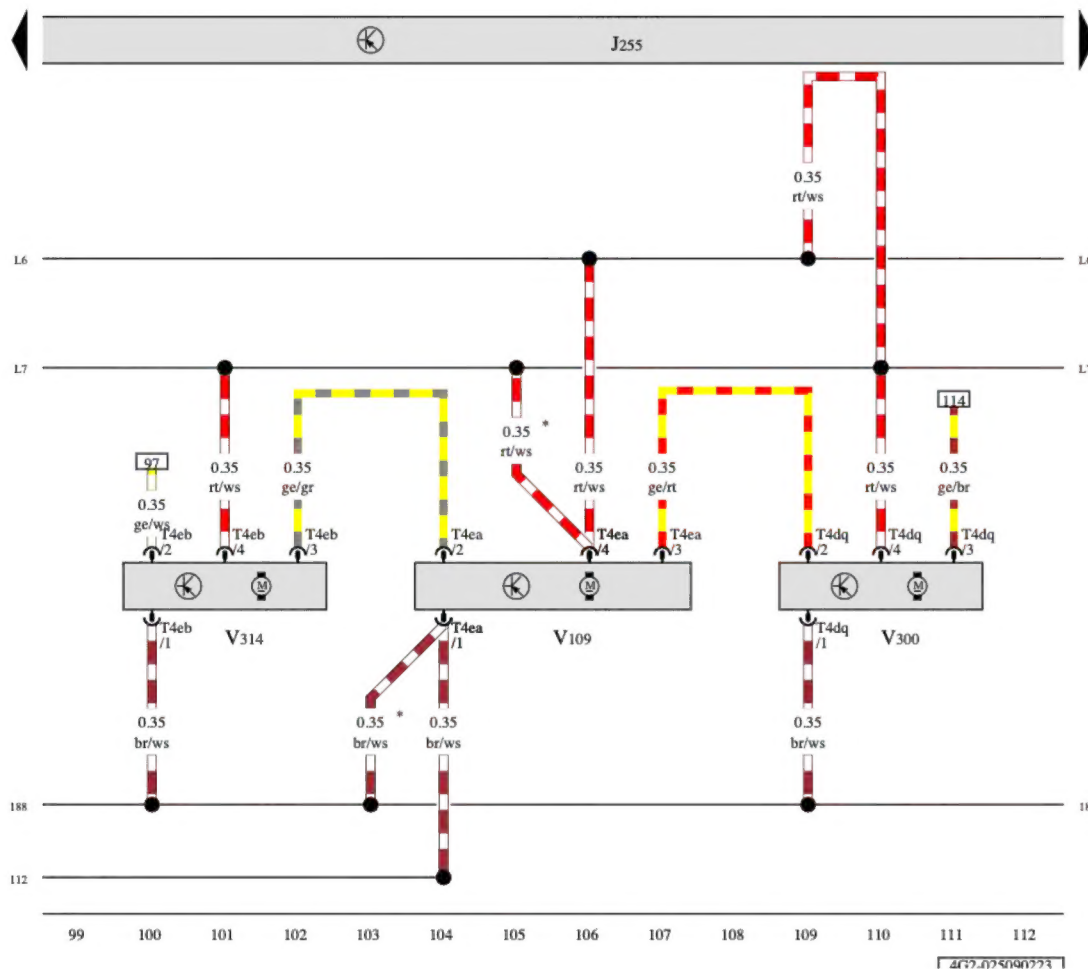 J255
0.35
rt/ws
L6
L7
114
0.35 *
rt/ws
97
0.35
rt/ws
0.35
ge/gr
0.35
rt/ws
0.35
ge/rt
0.35
rt/ws
0.35
ge/br
0.35
ge/ws
T4eb
/2
T4eb
/4
T4eb
/3
T4ea
/2
T4ea
/4
T4ea
/3
T4dq
/2
T4dq
/4
T4dq
/3
M
M
M
T4eb
/1
V314
T4ea
/1
V109
T4dq
/1
V300
0.35
br/ws
0.35 *
br/ws
0.35
br/ws
0.35
br/ws
188
112
99 100 101 102 103 104 105 106 107 108 109 110 111 112
4G2-025090223